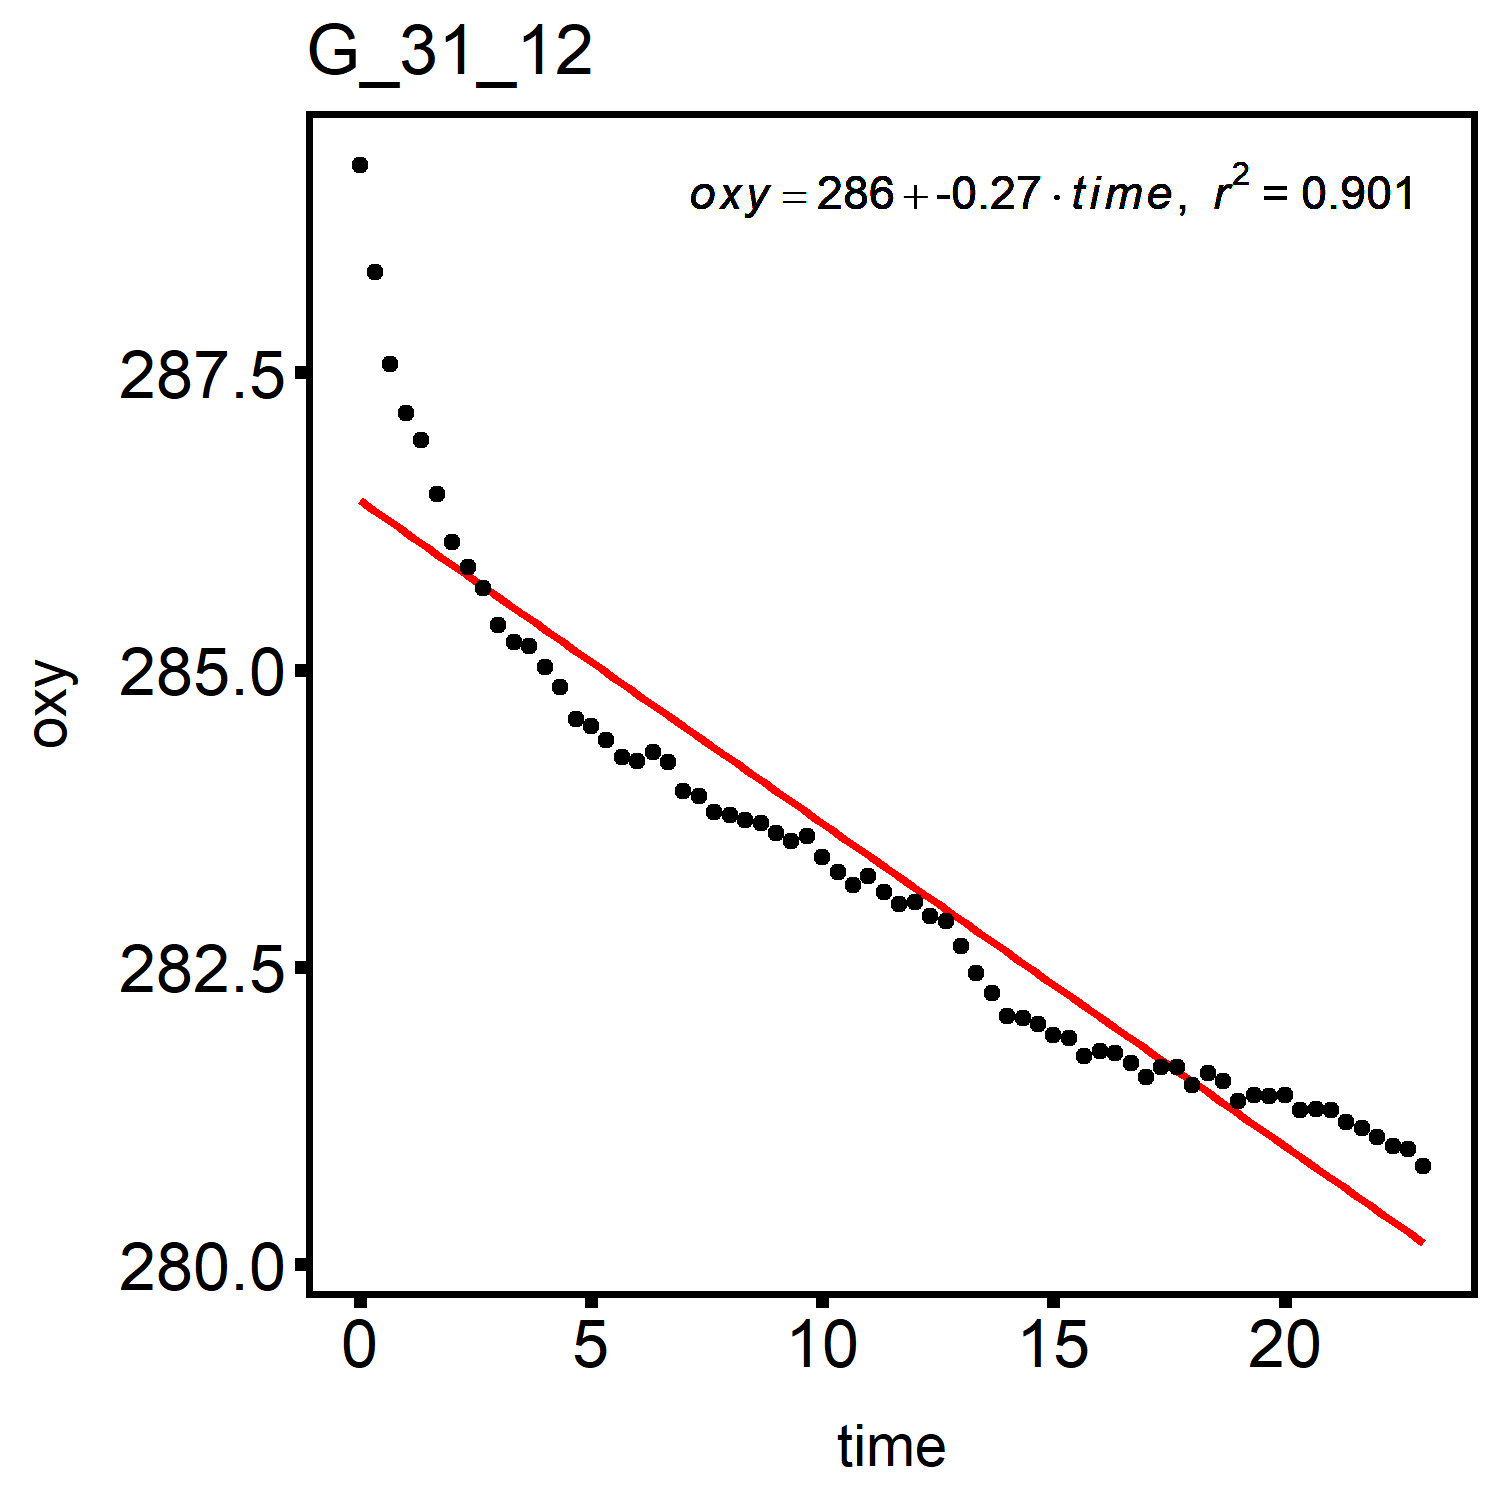 G_31_12
oxy = 286 + -0.27 · time, r² = 0.901
287.5
285.0
282.5
280.0
oxy
0 5 10 15 20
time